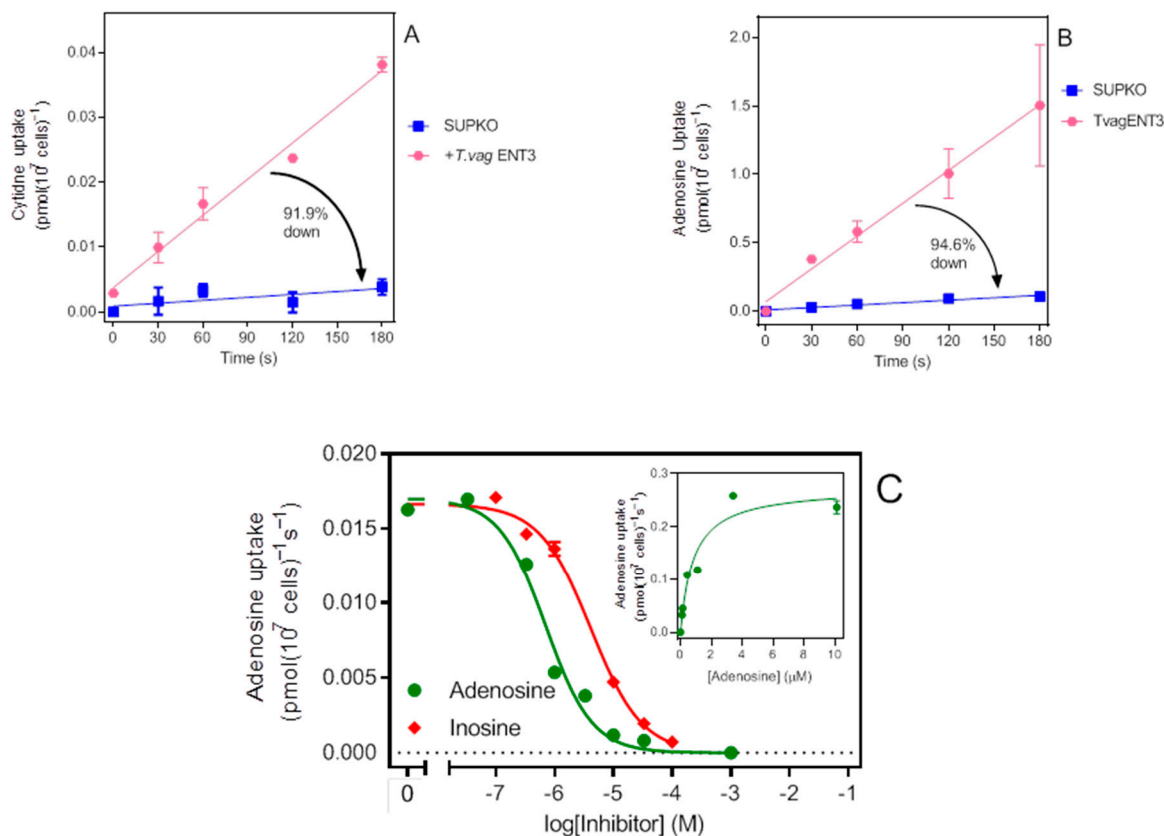 A
Cytidne uptake
(pmol(10⁷ cells)⁻¹)
0.04
0.03
0.02
0.01
0.00
0 30 60 90 120 150 180
Time (s)
91.9%
down
SUPKO
+T.vag ENT3
B
Adenosine Uptake
(pmol(10⁷ cells)⁻¹)
2.0
1.5
1.0
0.5
0.0
0 30 60 90 120 150 180
Time (s)
94.6%
down
SUPKO
TvagENT3
C
Adenosine uptake
(pmol(10⁷ cells)⁻¹s⁻¹)
0.020
0.015
0.010
0.005
0.000
Adenosine
Inosine
0 -7 -6 -5 -4 -3 -2 -1
log[Inhibitor] (M)
Adenosine uptake
(pmol(10⁷ cells)⁻¹s⁻¹)
0.3
0.2
0.1
0.0
0 2 4 6 8 10
[Adenosine] (μM)